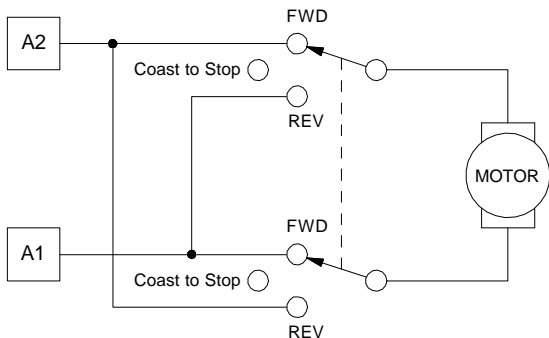 FWD
A2
Coast to Stop
REV
MOTOR
FWD
A1
Coast to Stop
REV